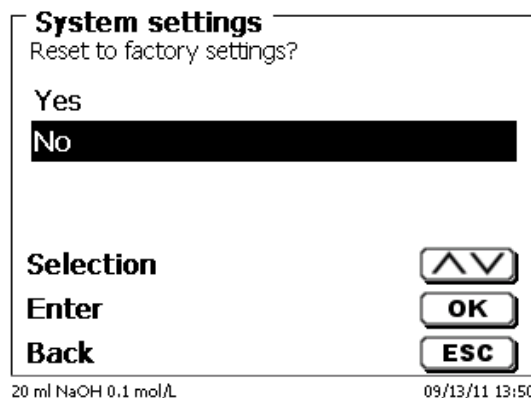 System settings
Reset to factory settings?
Yes
No
Selection
Enter OK
Back ESC
20 ml NaOH 0.1 mol/L 09/13/11 13:50